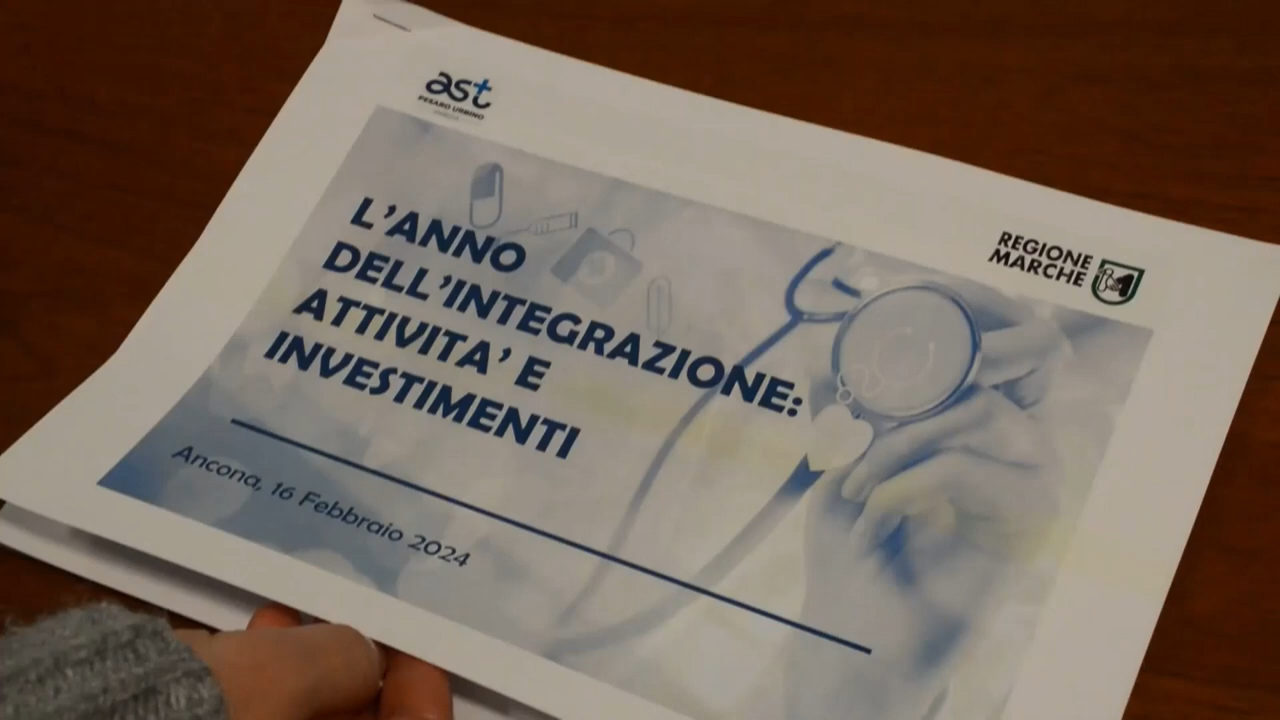 ast
PESARO URBINO
REGIONE
MARCHE
L'ANNO
DELL'INTEGRAZIONE:
ATTIVITA' E
INVESTIMENTI
Ancona, 16 Febbraio 2024